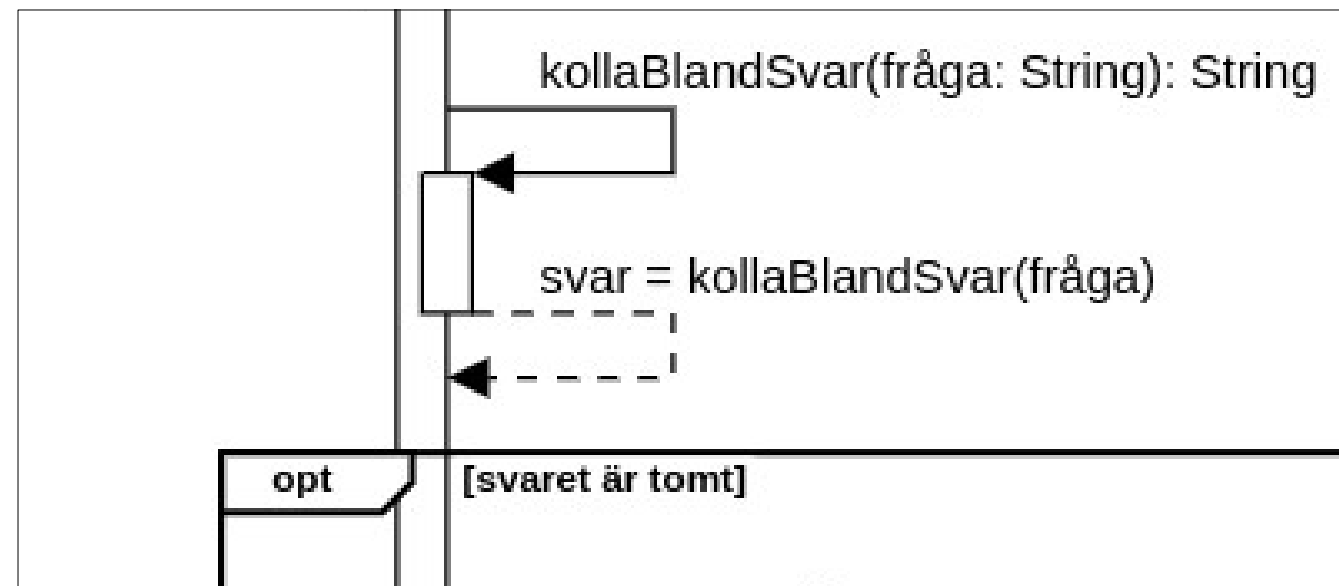 kollaBlandSvar(fråga: String): String
svar = kollaBlandSvar(fråga)
opt
[svaret är tomt]